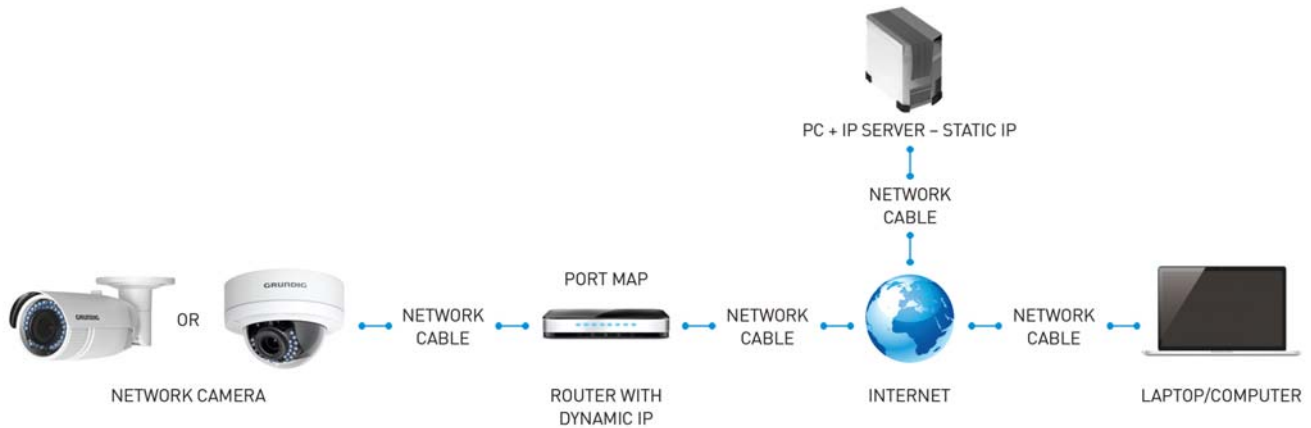 PC + IP SERVER – STATIC IP
NETWORK
CABLE
GRUNDIG
OR
GRUNDIG
NETWORK
CABLE
PORT MAP
NETWORK
CABLE
NETWORK
CABLE
NETWORK CAMERA
ROUTER WITH
DYNAMIC IP
INTERNET
LAPTOP/COMPUTER